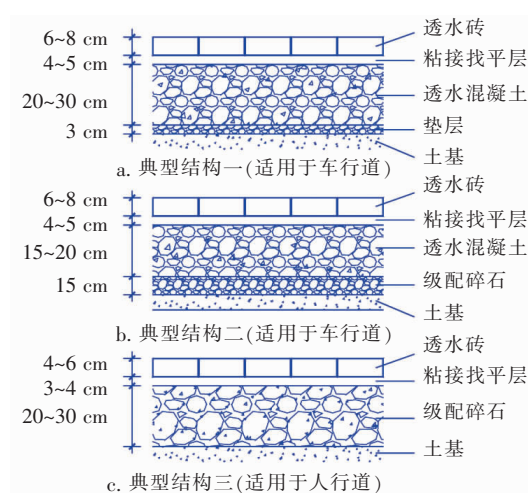 透水砖
6~8 cm
粘接找平层
4~5 cm
透水混凝土
20~30 cm
垫层
3 cm
土基
a. 典型结构一(适用于车行道)
透水砖
6~8 cm
粘接找平层
4~5 cm
透水混凝土
15~20 cm
级配碎石
15 cm
土基
b. 典型结构二(适用于车行道)
透水砖
4~6 cm
粘接找平层
3~4 cm
级配碎石
20~30 cm
土基
c. 典型结构三(适用于人行道)